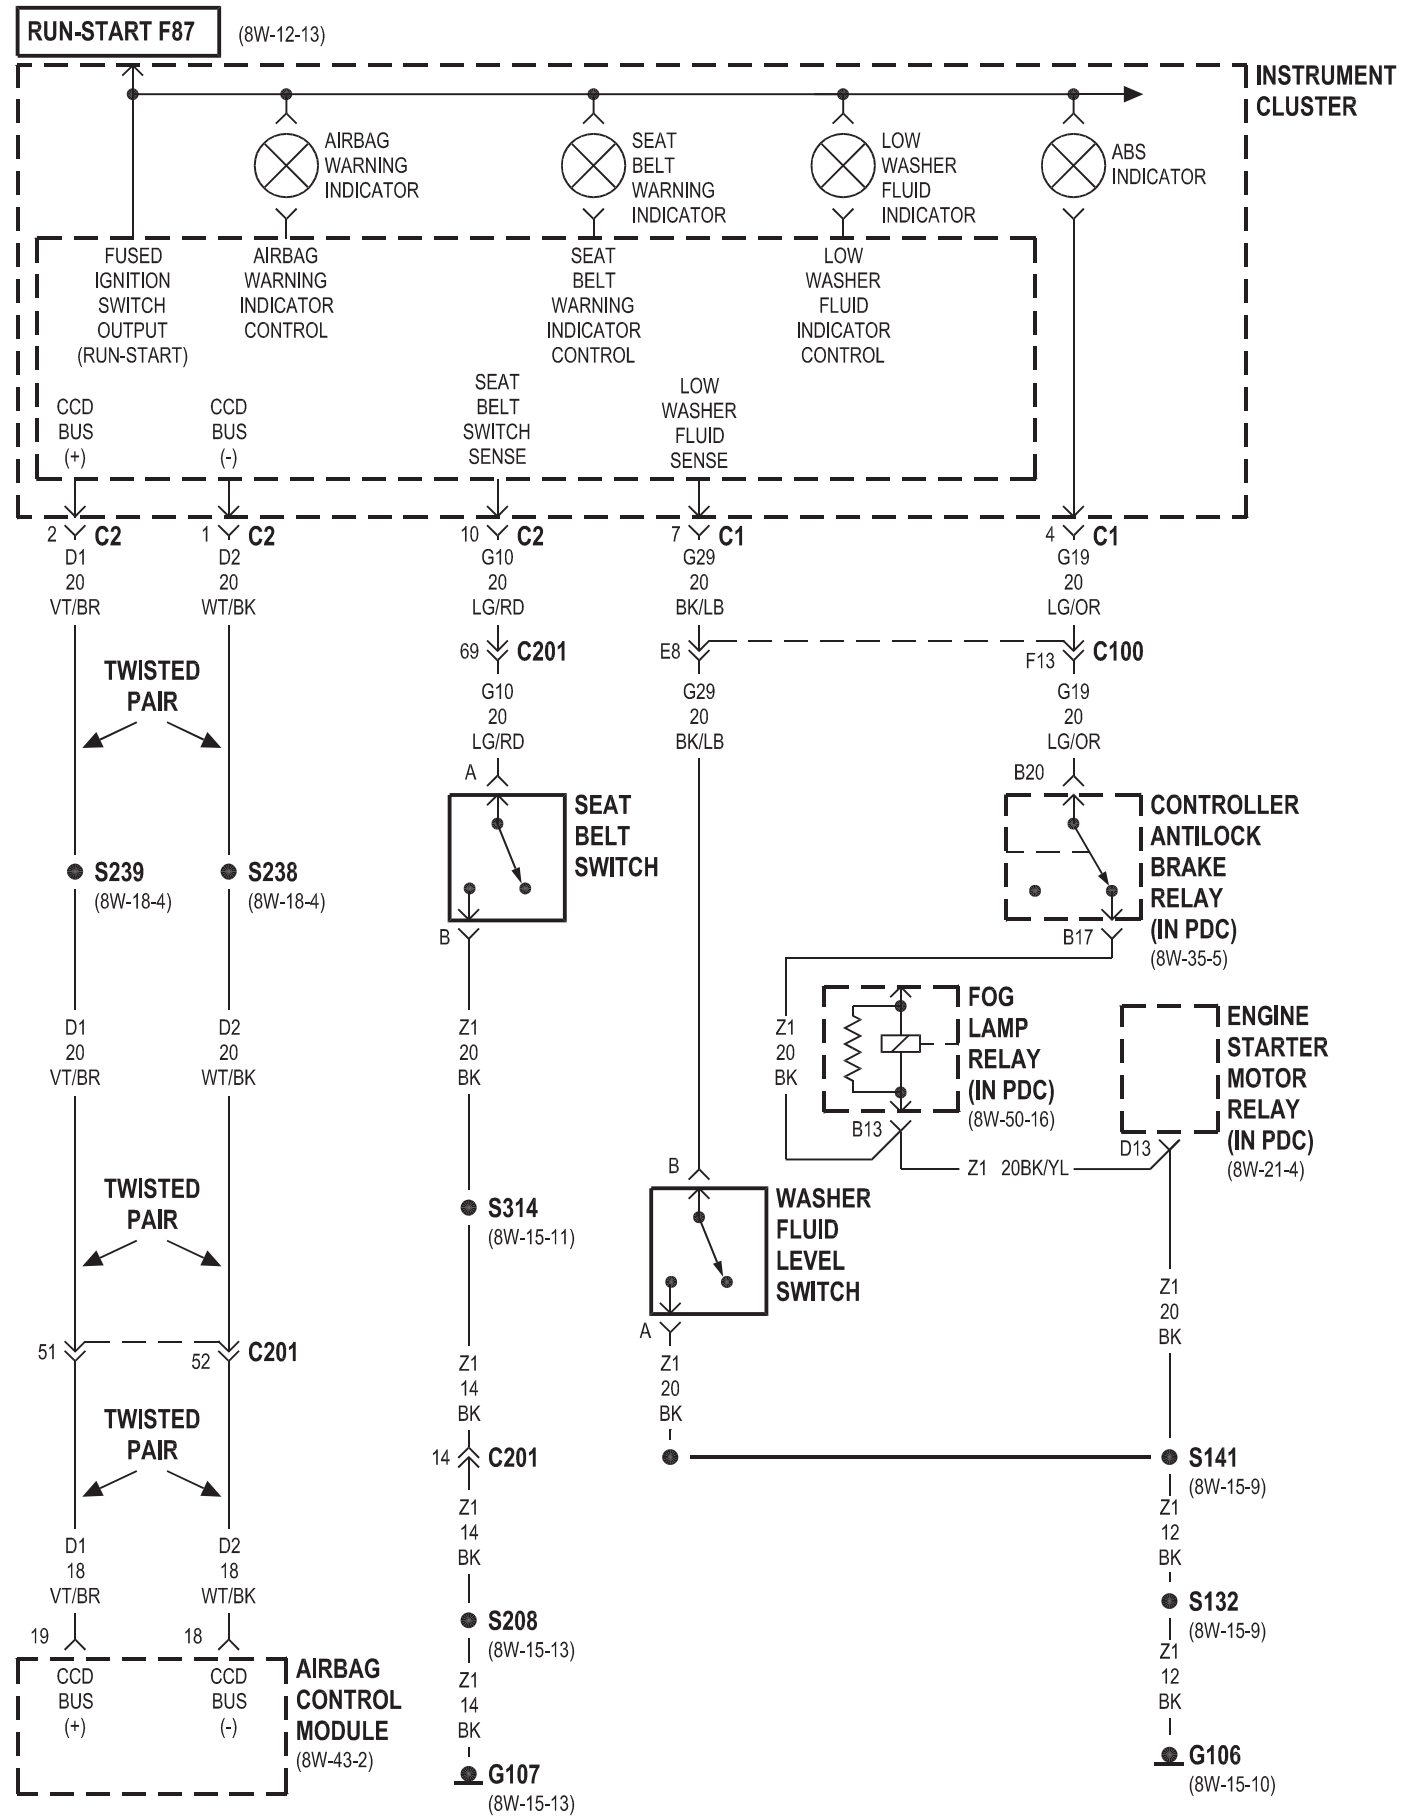 RUN-START F87
(8W-12-13)
INSTRUMENT
CLUSTER
AIRBAG
WARNING
INDICATOR
SEAT
BELT
WARNING
INDICATOR
LOW
WASHER
FLUID
INDICATOR
ABS
INDICATOR
FUSED
IGNITION
SWITCH
OUTPUT
(RUN-START)
AIRBAG
WARNING
INDICATOR
CONTROL
SEAT
BELT
WARNING
INDICATOR
CONTROL
LOW
WASHER
FLUID
INDICATOR
CONTROL
CCD
BUS
(+)
CCD
BUS
(-)
SEAT
BELT
SWITCH
SENSE
LOW
WASHER
FLUID
SENSE
2 C2
D1
20
VT/BR
1 C2
D2
20
WT/BK
10 C2
G10
20
LG/RD
7 C1
G29
20
BK/LB
4 C1
G19
20
LG/OR
69 C201
E8
F13 C100
TWISTED
PAIR
G10
20
LG/RD
G29
20
BK/LB
G19
20
LG/OR
A
B20
SEAT
BELT
SWITCH
CONTROLLER
ANTILOCK
BRAKE
RELAY
(IN PDC)
(8W-35-5)
S239
(8W-18-4)
S238
(8W-18-4)
B
B17
D1
20
VT/BR
D2
20
WT/BK
Z1
20
BK
Z1
20
BK
FOG
LAMP
RELAY
(IN PDC)
(8W-50-16)
ENGINE
STARTER
MOTOR
RELAY
(IN PDC)
(8W-21-4)
B13
D13
Z1 20BK/YL
TWISTED
PAIR
S314
(8W-15-11)
B
WASHER
FLUID
LEVEL
SWITCH
A
Z1
20
BK
51
52 C201
Z1
14
BK
Z1
20
BK
TWISTED
PAIR
14 C201
S141
(8W-15-9)
D1
18
VT/BR
D2
18
WT/BK
Z1
14
BK
Z1
12
BK
S208
(8W-15-13)
S132
(8W-15-9)
19
18
CCD
BUS
(+)
CCD
BUS
(-)
AIRBAG
CONTROL
MODULE
(8W-43-2)
Z1
14
BK
Z1
12
BK
G107
(8W-15-13)
G106
(8W-15-10)